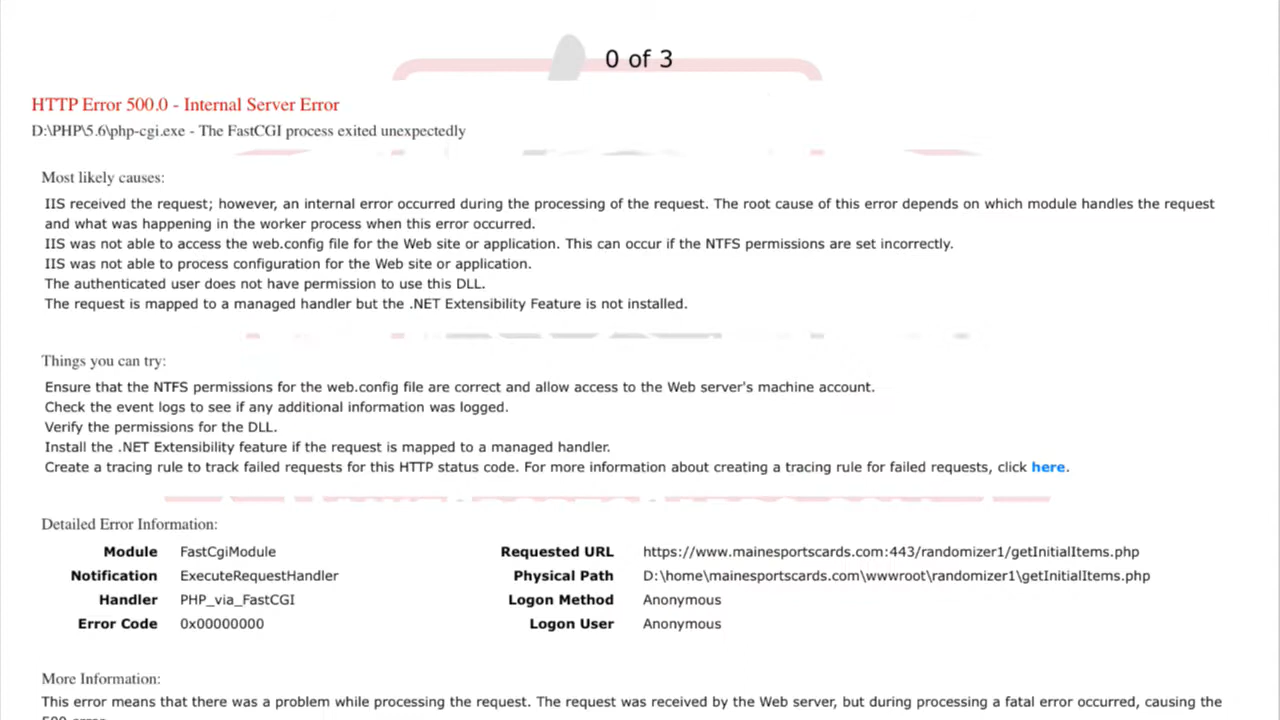 0 of 3
HTTP Error 500.0 - Internal Server Error
D:\PHP\5.6\php-cgi.exe - The FastCGI process exited unexpectedly
Most likely causes:
IIS received the request; however, an internal error occurred during the processing of the request. The root cause of this error depends on which module handles the request
and what was happening in the worker process when this error occurred.
IIS was not able to access the web.config file for the Web site or application. This can occur if the NTFS permissions are set incorrectly.
IIS was not able to process configuration for the Web site or application.
The authenticated user does not have permission to use this DLL.
The request is mapped to a managed handler but the .NET Extensibility Feature is not installed.
Things you can try:
Ensure that the NTFS permissions for the web.config file are correct and allow access to the Web server's machine account.
Check the event logs to see if any additional information was logged.
Verify the permissions for the DLL.
Install the .NET Extensibility feature if the request is mapped to a managed handler.
Create a tracing rule to track failed requests for this HTTP status code. For more information about creating a tracing rule for failed requests, click here.
Detailed Error Information:
Module FastCgiModule Requested URL https://www.mainesportscards.com:443/randomizer1/getInitialItems.php
Notification ExecuteRequestHandler Physical Path D:\home\mainesportscards.com\wwwroot\randomizer1\getInitialItems.php
Handler PHP_via_FastCGI Logon Method Anonymous
Error Code 0x00000000 Logon User Anonymous
More Information:
This error means that there was a problem while processing the request. The request was received by the Web server, but during processing a fatal error occurred, causing the
500 error.